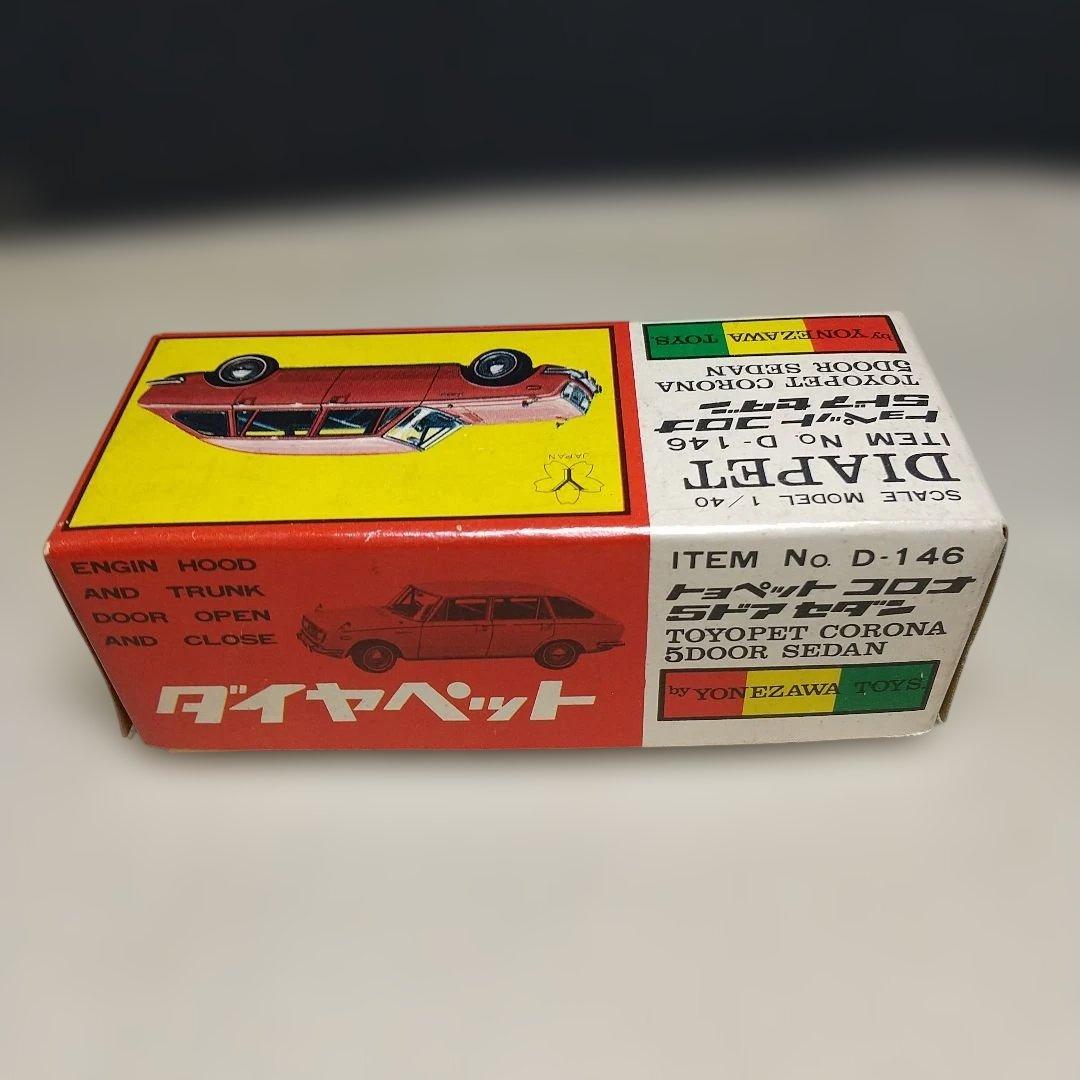 SCALE MODEL 1/40
DIAPET
ITEM No. D-146
トヨペット コロナ
5ドア セダン
TOYOPET CORONA
5DOOR SEDAN
by YONEZAWA TOYS.
JAPAN
ENGIN HOOD
AND TRUNK
DOOR OPEN
AND CLOSE
ダイヤペット
ITEM No. D-146
トヨペット コロナ
5ドア セダン
TOYOPET CORONA
5DOOR SEDAN
by YONEZAWA TOYS.